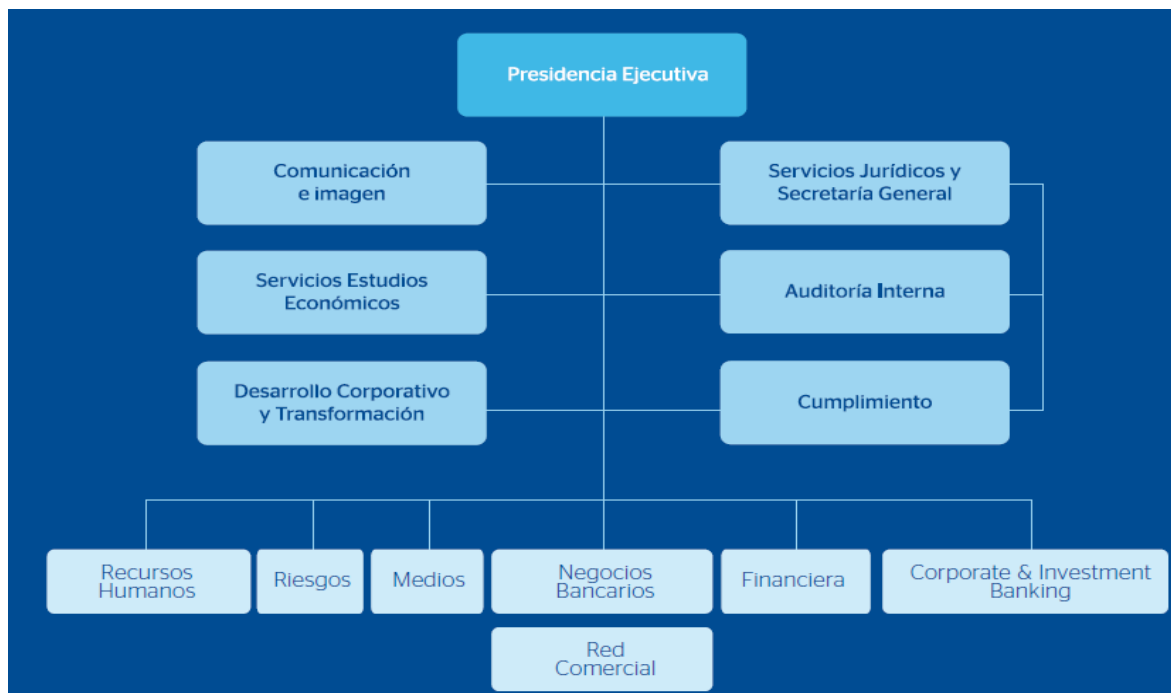 Presidencia Ejecutiva
Comunicación
e imagen
Servicios Jurídicos y
Secretaría General
Servicios Estudios
Económicos
Auditoría Interna
Desarrollo Corporativo
y Transformación
Cumplimiento
Recursos
Humanos
Riesgos
Medios
Negocios
Bancarios
Financiera
Corporate & Investment
Banking
Red
Comercial